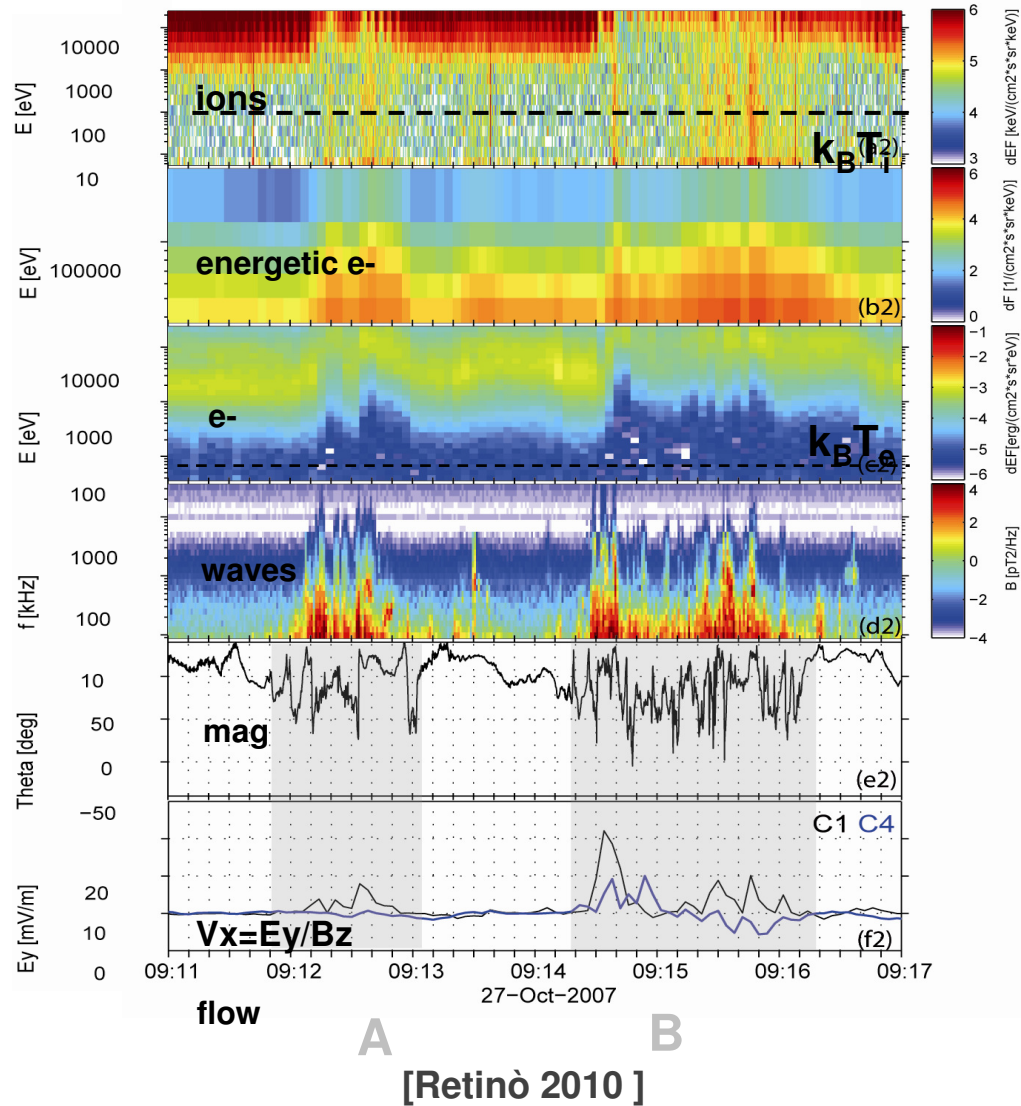 6
10000
5
E [eV]
1000
ions
4
dEF [keV/(cm2*s*sr*keV)]
100
k_BT_i
(a2)
3
6
10
4
energetic e-
E [eV]
100000
2
dF [1/(cm2*s*sr*keV)]
(b2)
0
−1
−2
10000
−3
e-
E [eV]
−4
dEF[erg/(cm2*s*sr*eV)]
1000
k_BT_e
−5
(c2)
−6
100
4
2
1000
waves
f [kHz]
0
B [pT2/Hz]
−2
100
(d2)
−4
10
mag
50
Theta [deg]
0
(e2)
−50
C1 C4
20
Ey [mV/m]
10
Vx=Ey/Bz
(f2)
0
09:11 09:12 09:13 09:14 09:15 09:16 09:17
27−Oct−2007
flow
A B
[Retinò 2010 ]